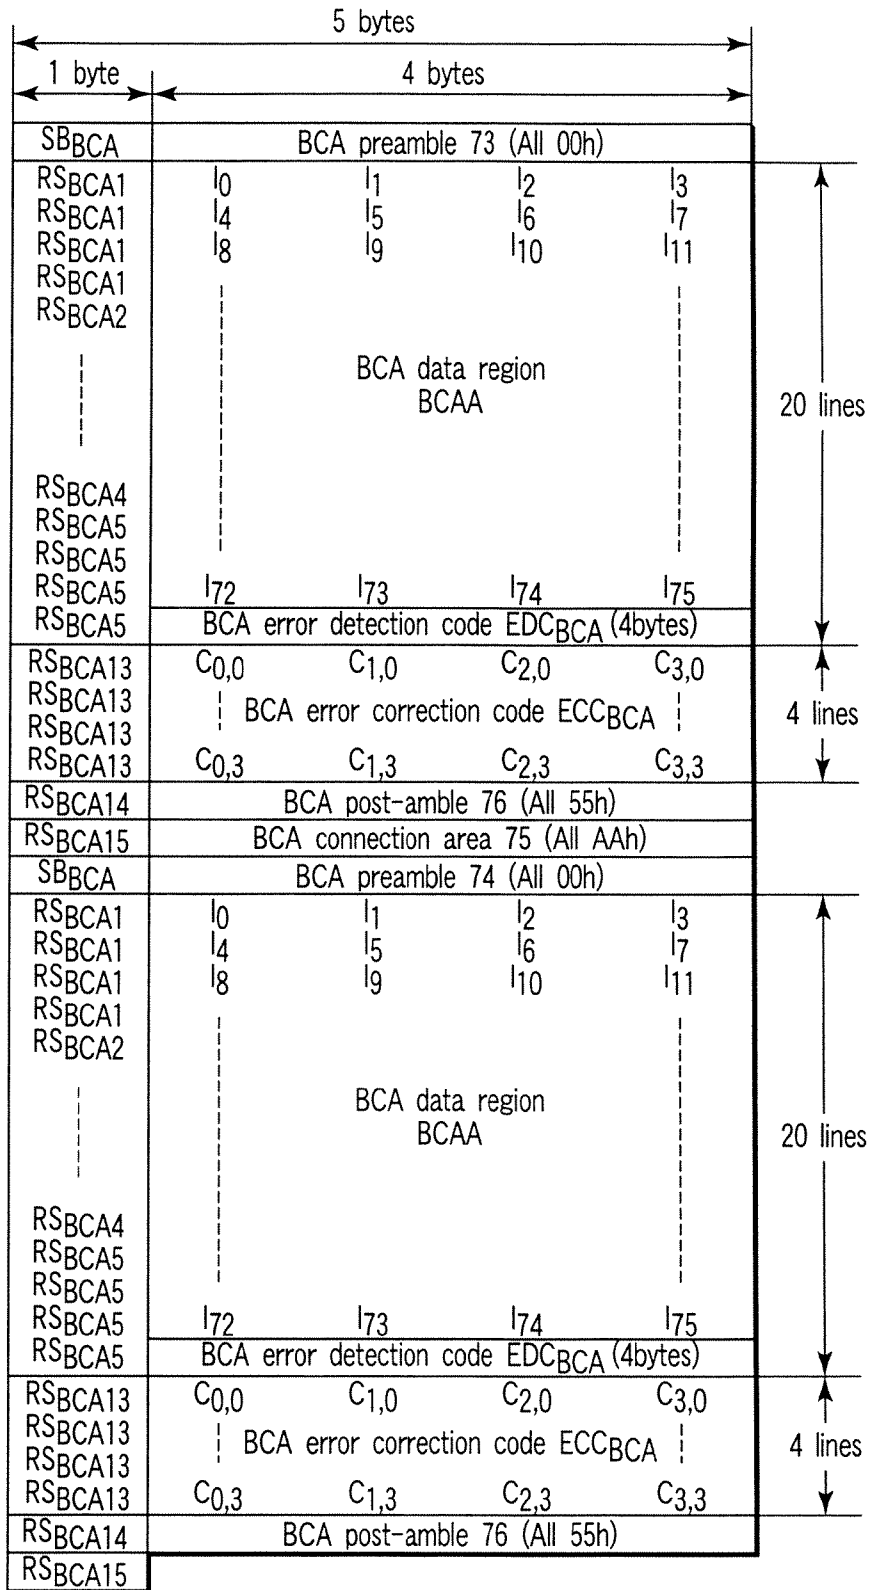 5 bytes
1 byte 4 bytes
SBBCA BCA preamble 73 (All 00h)
RSBCA1 I0 I1 I2 I3
RSBCA1 I4 I5 I6 I7
RSBCA1 I8 I9 I10 I11
RSBCA1
RSBCA2
BCA data region
BCAA
20 lines
RSBCA4
RSBCA5
RSBCA5
RSBCA5 I72 I73 I74 I75
RSBCA5 BCA error detection code EDCBCA (4bytes)
RSBCA13 C0,0 C1,0 C2,0 C3,0
RSBCA13 BCA error correction code ECCBCA 4 lines
RSBCA13
RSBCA13 C0,3 C1,3 C2,3 C3,3
RSBCA14 BCA post-amble 76 (All 55h)
RSBCA15 BCA connection area 75 (All AAh)
SBBCA BCA preamble 74 (All 00h)
RSBCA1 I0 I1 I2 I3
RSBCA1 I4 I5 I6 I7
RSBCA1 I8 I9 I10 I11
RSBCA1
RSBCA2
BCA data region
BCAA
20 lines
RSBCA4
RSBCA5
RSBCA5
RSBCA5 I72 I73 I74 I75
RSBCA5 BCA error detection code EDCBCA (4bytes)
RSBCA13 C0,0 C1,0 C2,0 C3,0
RSBCA13 BCA error correction code ECCBCA 4 lines
RSBCA13
RSBCA13 C0,3 C1,3 C2,3 C3,3
RSBCA14 BCA post-amble 76 (All 55h)
RSBCA15